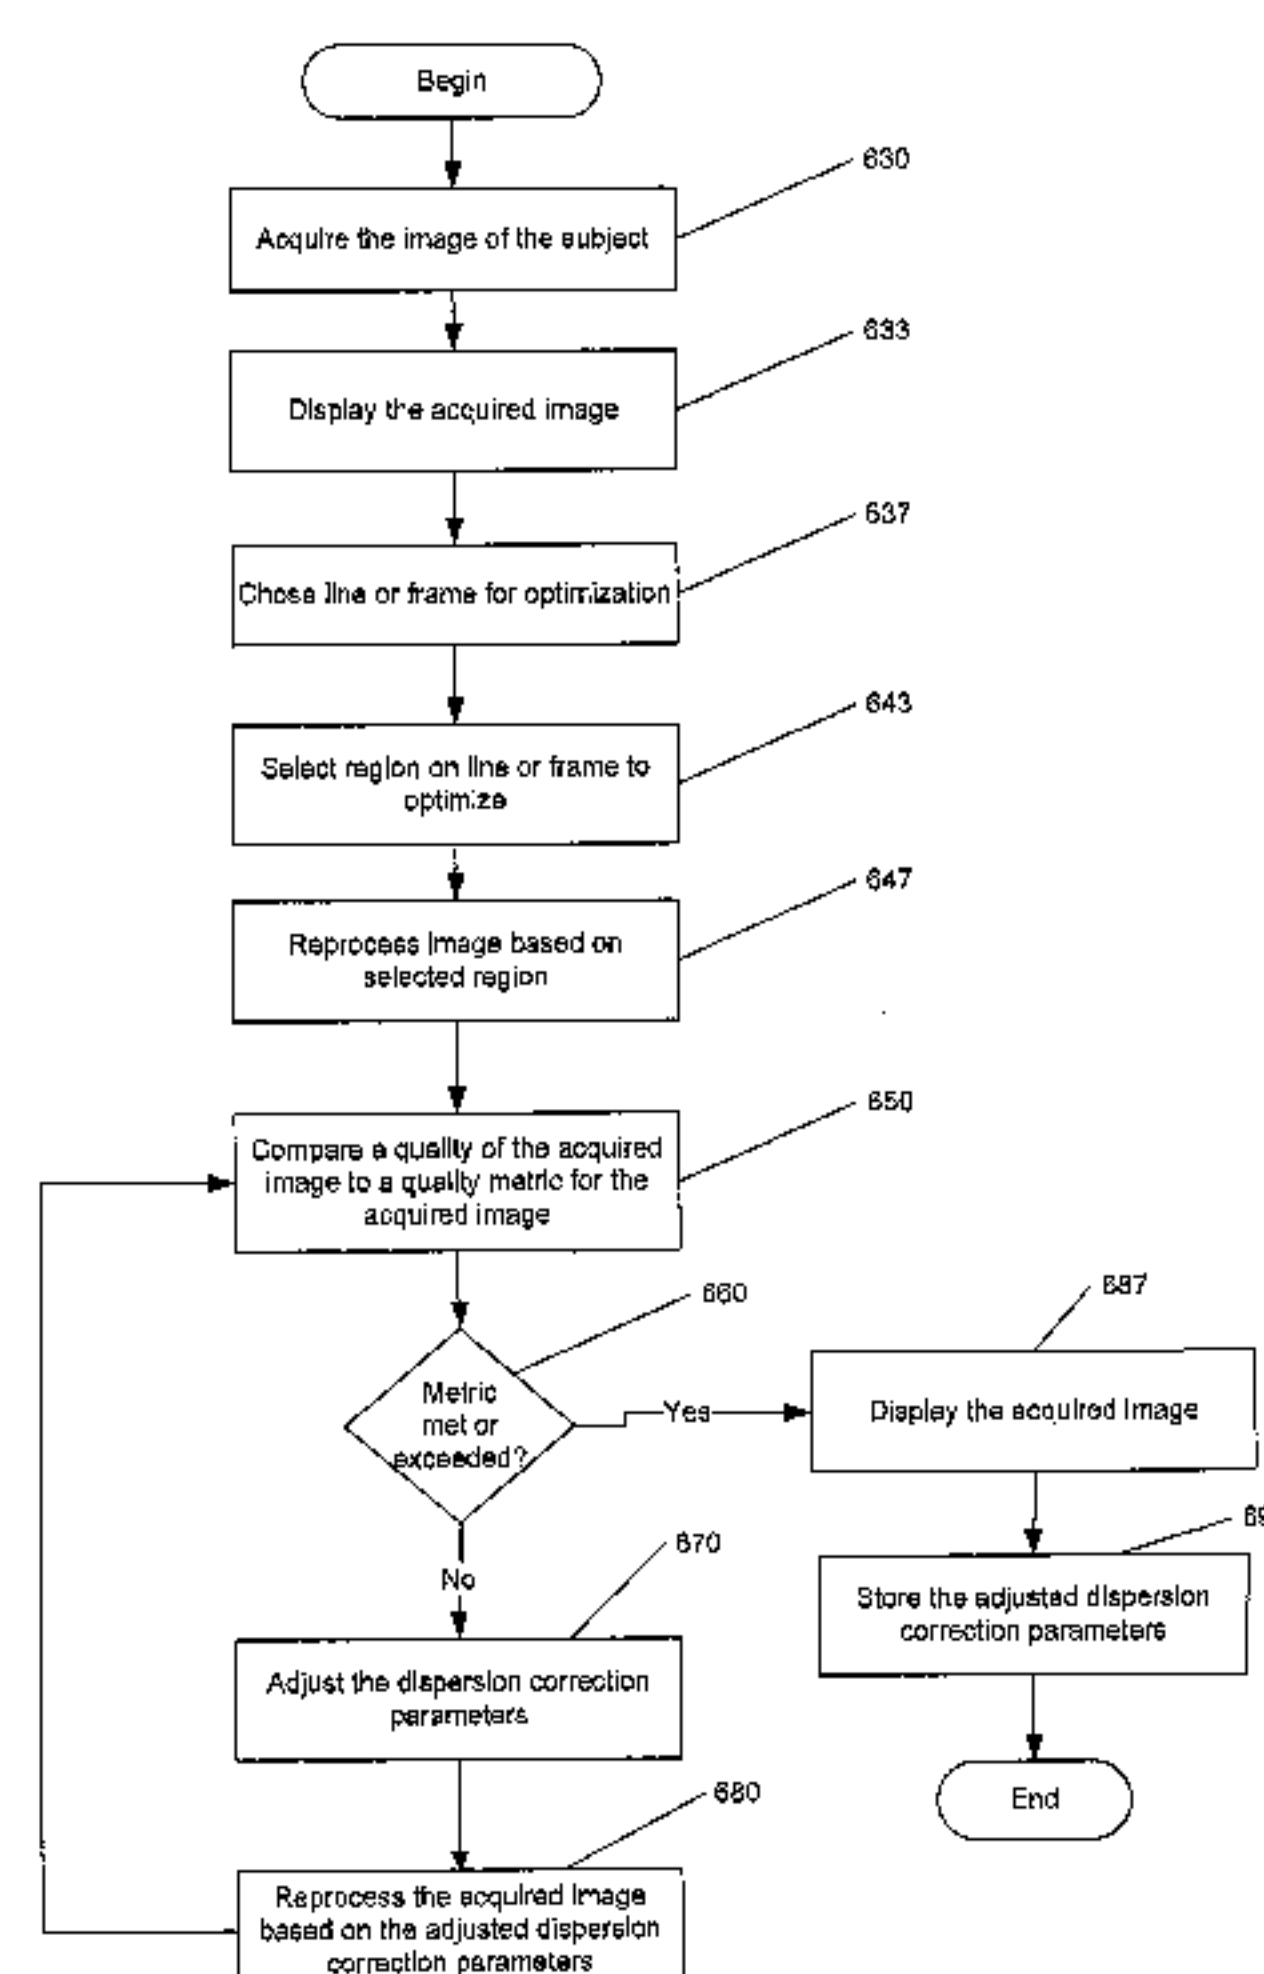 Begin
630
Acquire the image of the subject
633
Display the acquired image
637
Chose line or frame for optimization
643
Select region on line or frame to
optimize
647
Reprocess image based on
selected region
650
Compare a quality of the acquired
image to a quality metric for the
acquired image
660
Metric
met or
exceeded?
Yes
687
Display the acquired image
No
670
Adjust the dispersion correction
parameters
Store the adjusted dispersion
correction parameters
680
End
Reprocess the acquired image
based on the adjusted dispersion
correction parameters